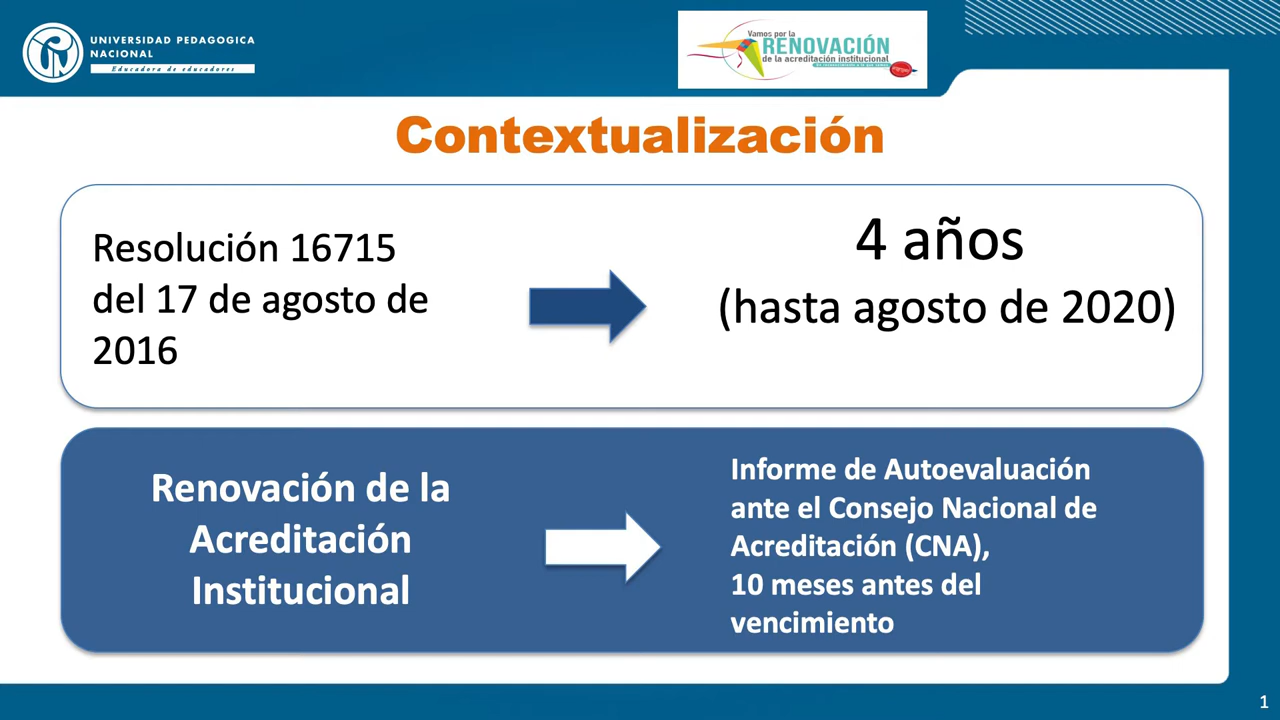 UNIVERSIDAD PEDAGOGICA
NACIONAL
Educadora de educadores
Vamos por la
RENOVACIÓN
de la acreditación institucional
Contextualización
Resolución 16715
del 17 de agosto de
2016
4 años
(hasta agosto de 2020)
Renovación de la
Acreditación
Institucional
Informe de Autoevaluación
ante el Consejo Nacional de
Acreditación (CNA),
10 meses antes del
vencimiento
1